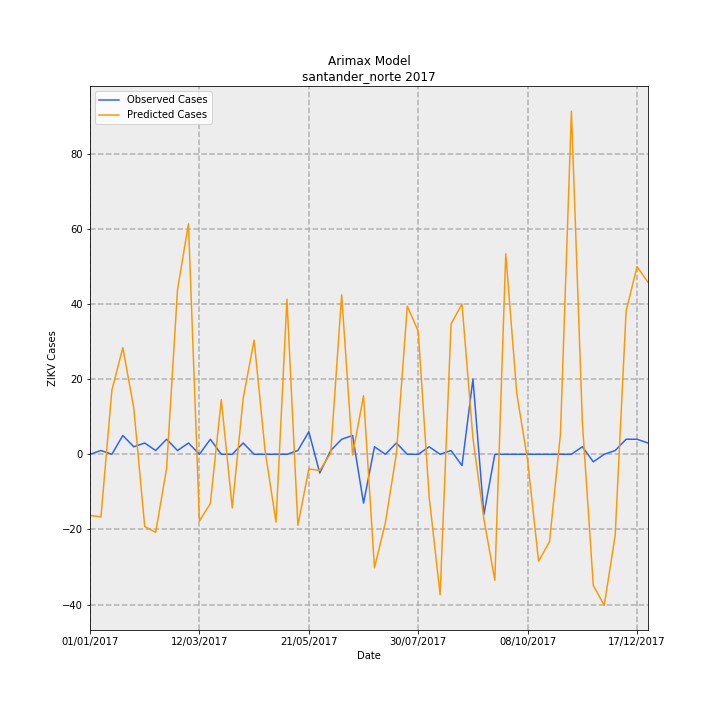 Arimax Model
santander_norte 2017
Observed Cases
Predicted Cases
80
60
40
20
0
−20
−40
ZIKV Cases
01/01/2017
12/03/2017
21/05/2017
30/07/2017
08/10/2017
17/12/2017
Date